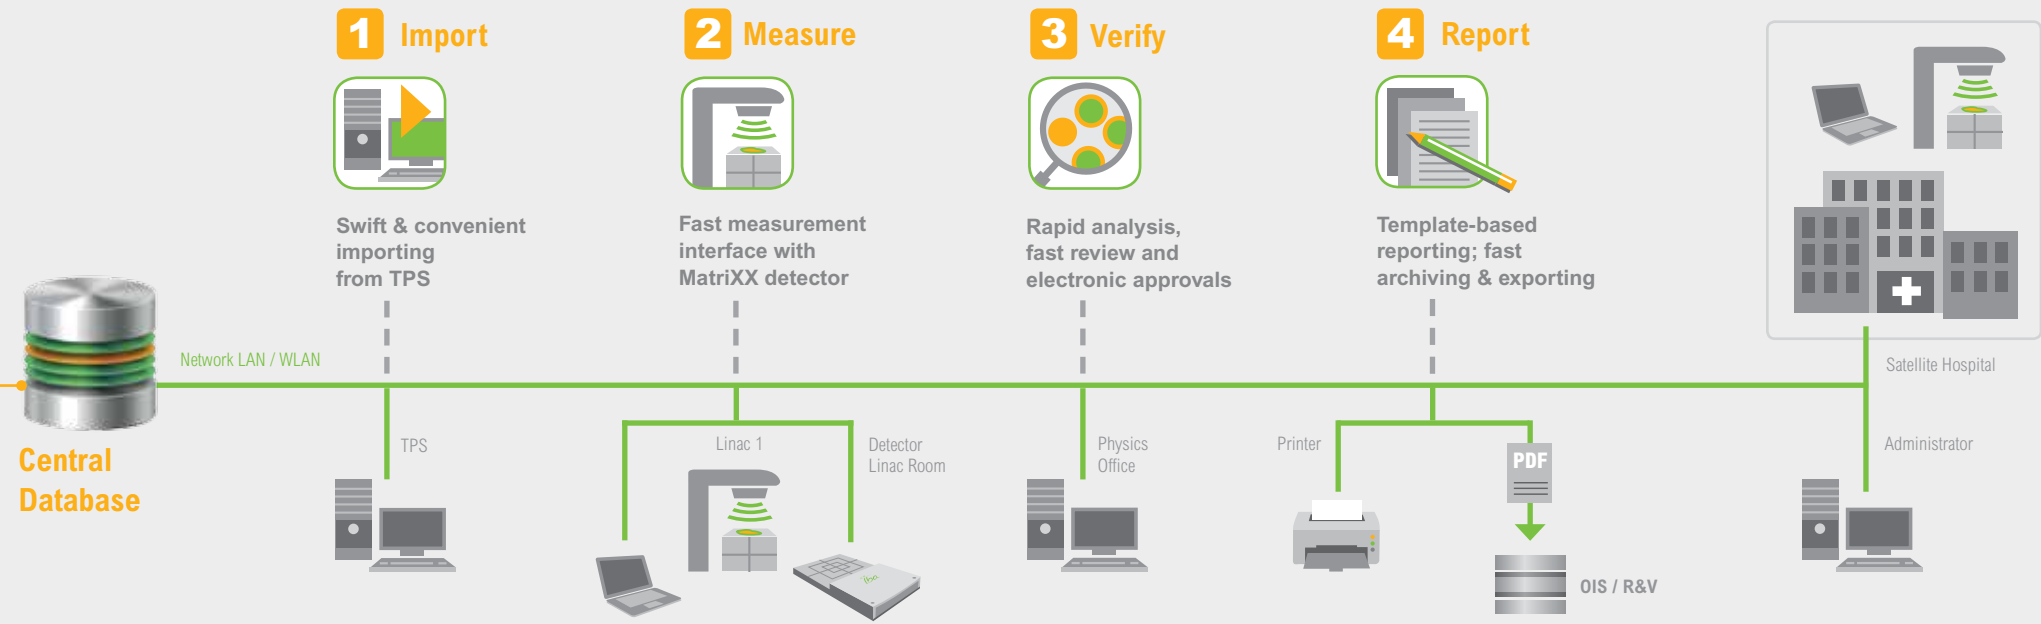 1 Import
2 Measure
3 Verify
4 Report
Swift & convenient
importing
from TPS
Fast measurement
interface with
MatriXX detector
Rapid analysis,
fast review and
electronic approvals
Template-based
reporting; fast
archiving & exporting
Network LAN / WLAN
Satellite Hospital
Central
Database
TPS
Linac 1
Detector
Linac Room
Physics
Office
Printer
PDF
Administrator
OIS / R&V